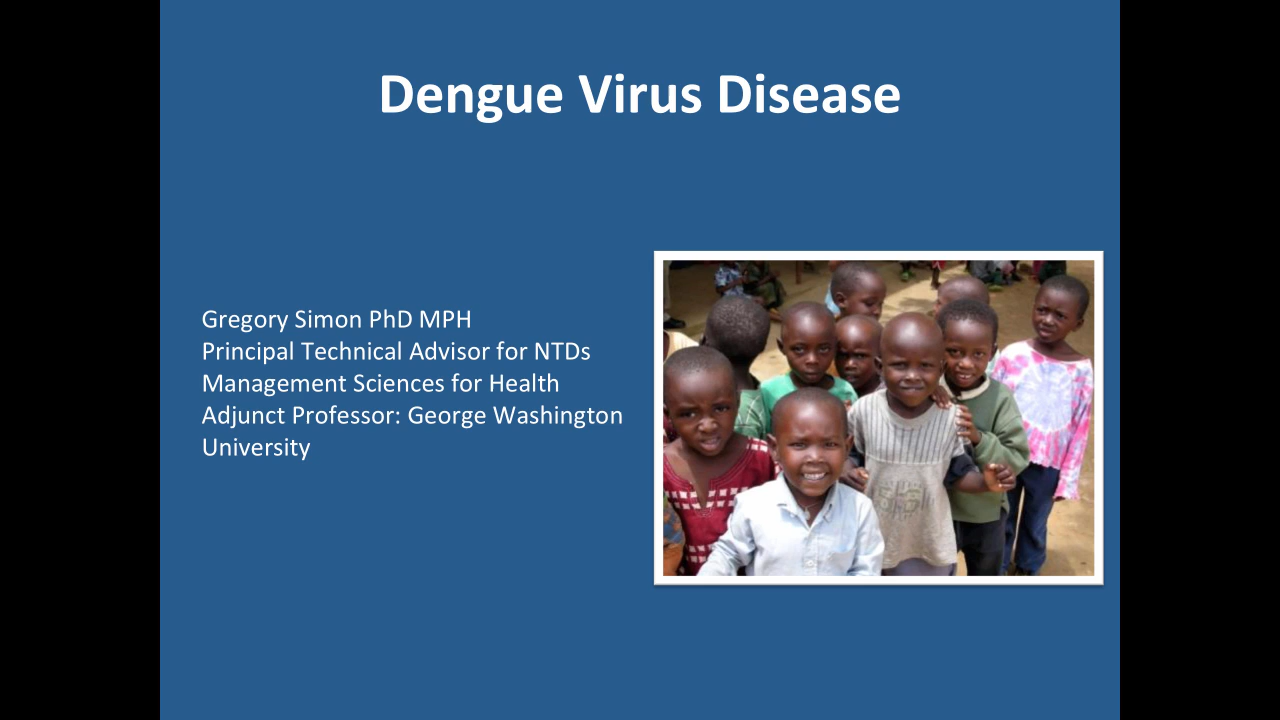 Dengue Virus Disease
Gregory Simon PhD MPH
Principal Technical Advisor for NTDs
Management Sciences for Health
Adjunct Professor: George Washington
University